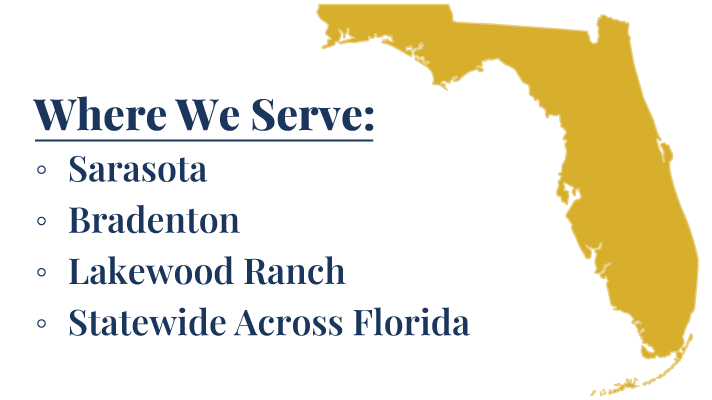 Where We Serve:
◦ Sarasota
◦ Bradenton
◦ Lakewood Ranch
◦ Statewide Across Florida